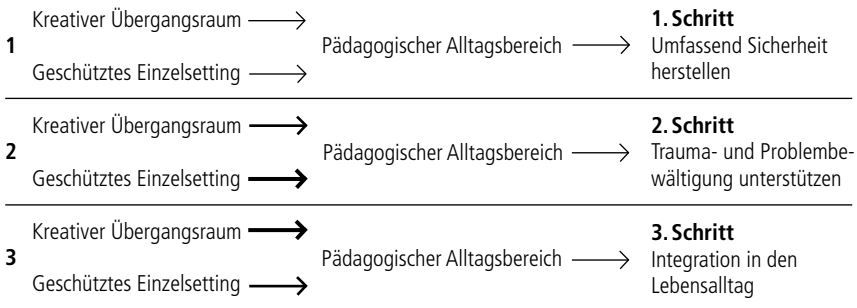 Kreativer Übergangsraum
1
Geschütztes Einzelsetting
Pädagogischer Alltagsbereich
1. Schritt
Umfassend Sicherheit
herstellen
Kreativer Übergangsraum
2
Geschütztes Einzelsetting
Pädagogischer Alltagsbereich
2. Schritt
Trauma- und Problembe-
wältigung unterstützen
Kreativer Übergangsraum
3
Geschütztes Einzelsetting
Pädagogischer Alltagsbereich
3. Schritt
Integration in den
Lebensalltag